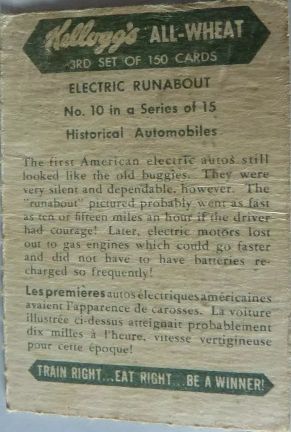 Kellogg's ALL-WHEAT
3RD SET OF 150 CARDS
ELECTRIC RUNABOUT
No. 10 in a Series of 15
Historical Automobiles
The first American electric autos still
looked like the old buggies. They were
very silent and dependable, however. The
"runabout" pictured probably went as fast
as ten or fifteen miles an hour if the driver
had courage! Later, electric motors lost
out to gas engines which could go faster
and did not have to have batteries re-
charged so frequently!
Les premières autos électriques américaines
avaient l'apparence de carosses. La voiture
illustrée ci-dessus atteignait probablement
dix milles à l'heure, vitesse vertigineuse
pour cette époque!
TRAIN RIGHT...EAT RIGHT...BE A WINNER!